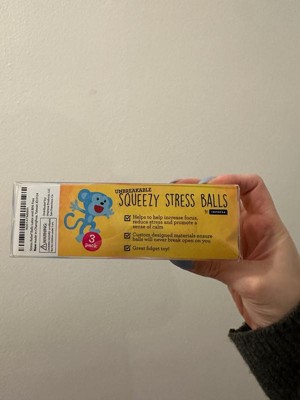 UNBREAKABLE
SQUEEZY STRESS BALLS
Helps to help increase focus,
reduce stress and promote a
sense of calm
Custom designed materials ensure
balls will never break open on you
Great fidget toy!
3
pack
WARNING